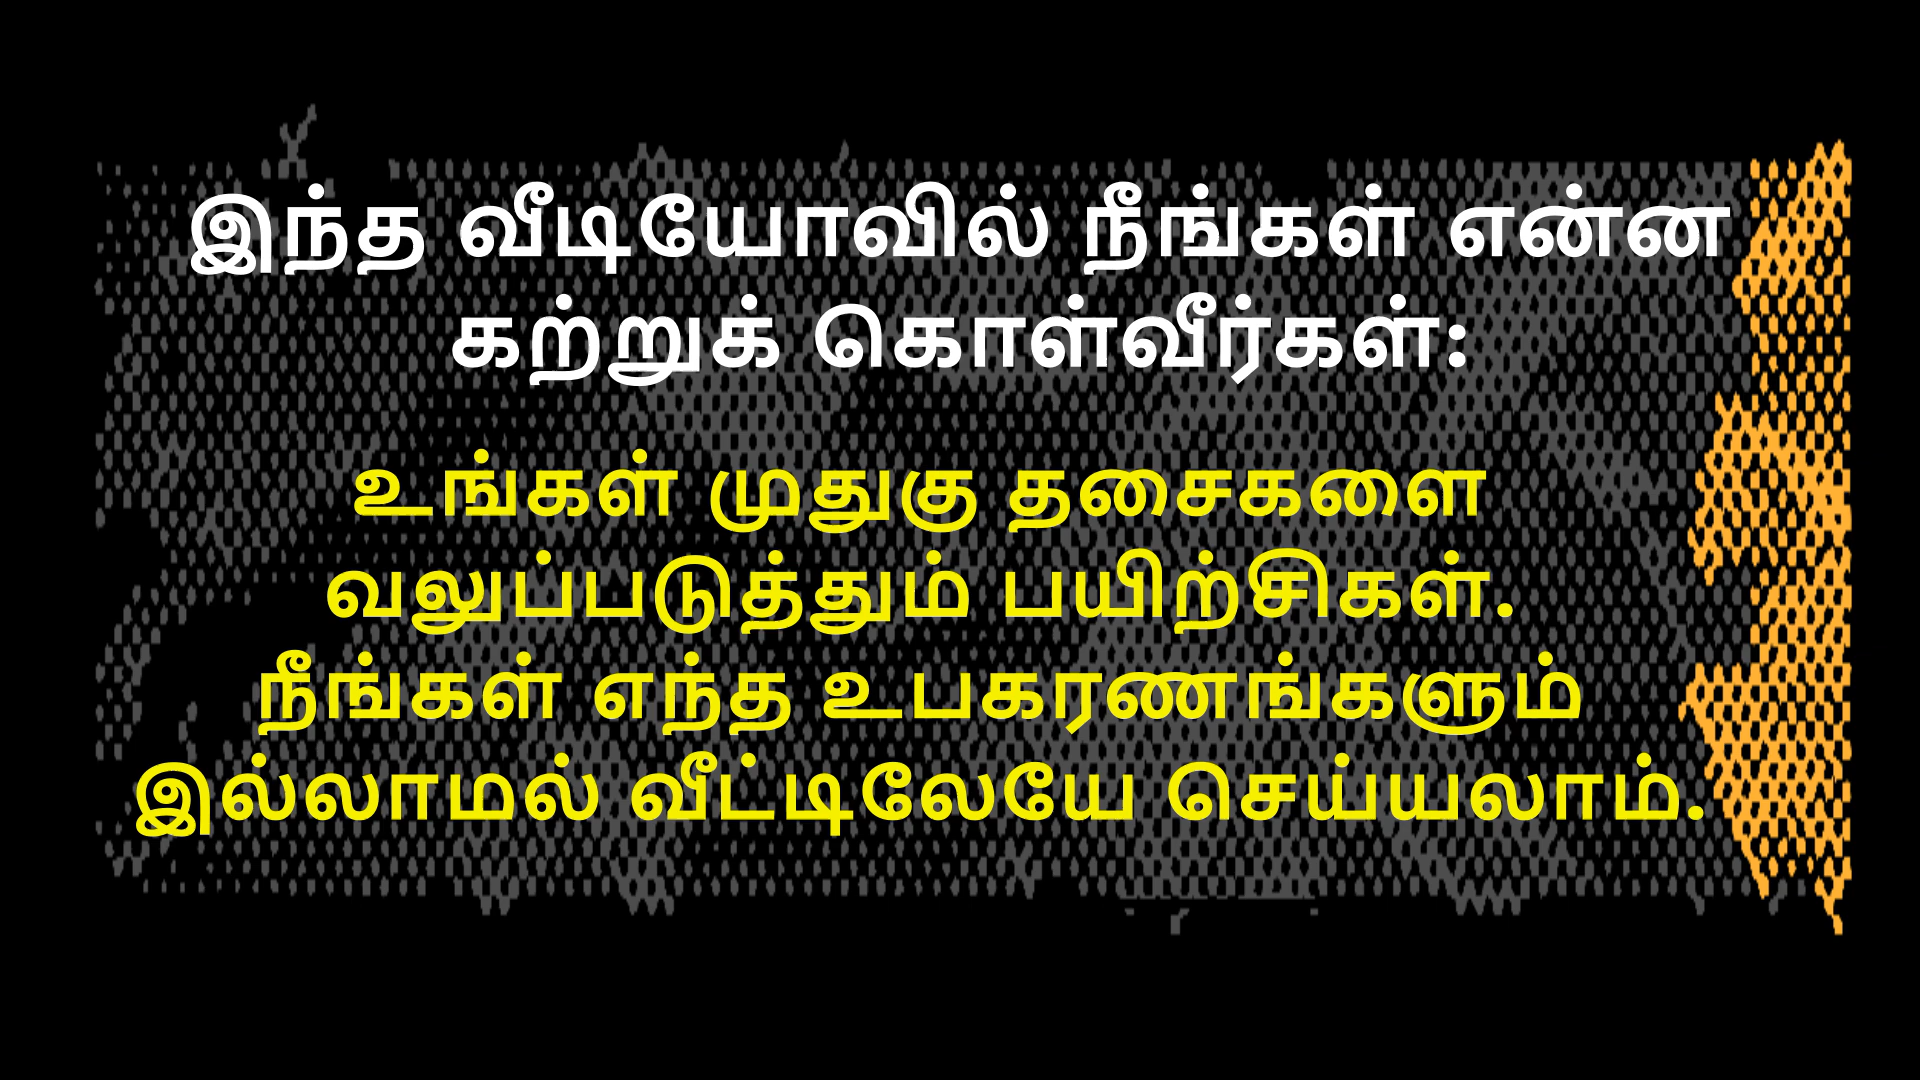 இந்த வீடியோவில் நீங்கள் என்ன
கற்றுக் கொள்வீர்கள்:
உங்கள் முதுகு தசைகளை
வலுப்படுத்தும் பயிற்சிகள்.
நீங்கள் எந்த உபகரணங்களும்
இல்லாமல் வீட்டிலேயே செய்யலாம்.